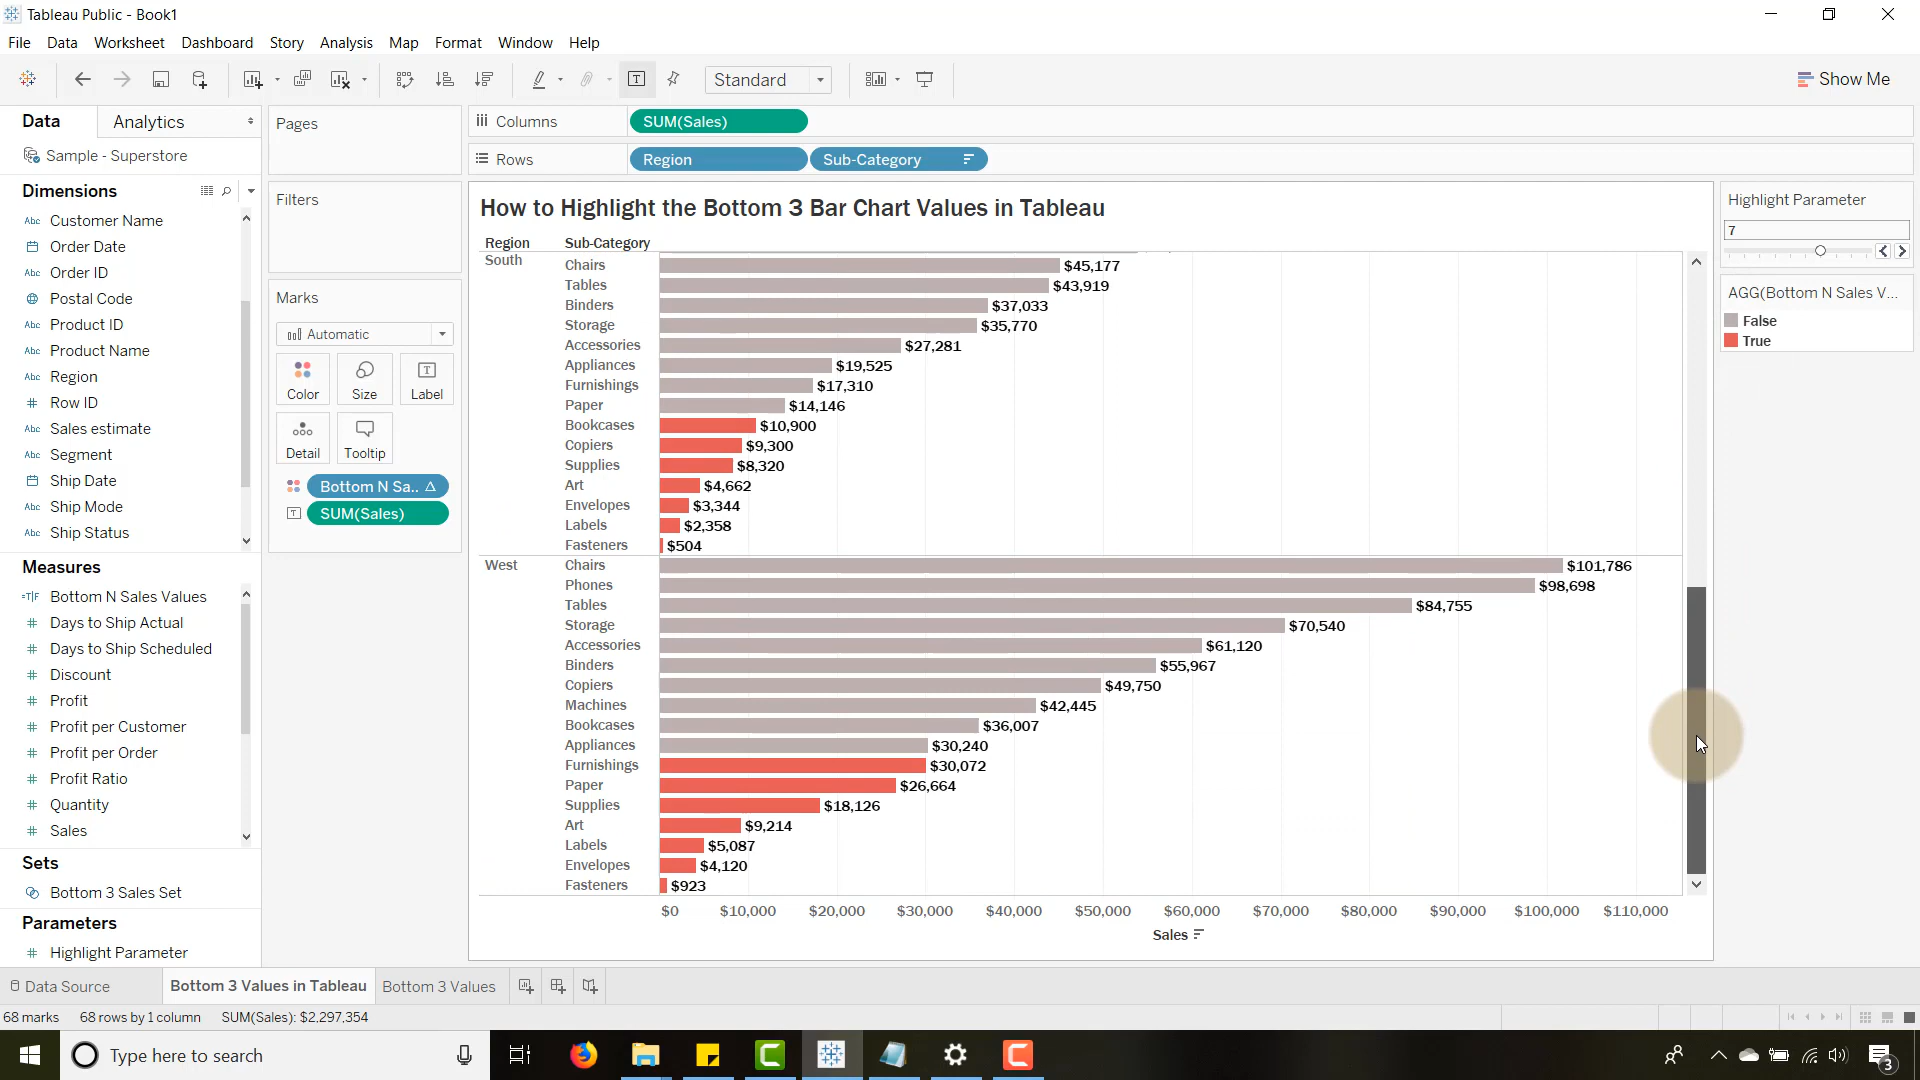 Tableau Public - Book1
File Data Worksheet Dashboard Story Analysis Map Format Window Help
Standard
Show Me
Data
Analytics
Sample - Superstore
Dimensions
Abc Customer Name
Order Date
Abc Order ID
Postal Code
Abc Product ID
Abc Product Name
Abc Region
# Row ID
Abc Sales estimate
Abc Segment
Ship Date
Abc Ship Mode
Abc Ship Status
Measures
=T|F Bottom N Sales Values
# Days to Ship Actual
# Days to Ship Scheduled
# Discount
# Profit
# Profit per Customer
# Profit per Order
# Profit Ratio
# Quantity
# Sales
Sets
Bottom 3 Sales Set
Parameters
# Highlight Parameter
Pages
Filters
Marks
Automatic
Color
Size
Label
Detail
Tooltip
Bottom N Sa.. Δ
SUM(Sales)
Columns
SUM(Sales)
Rows
Region
Sub-Category
How to Highlight the Bottom 3 Bar Chart Values in Tableau
Region Sub-Category
South
Chairs $45,177
Tables $43,919
Binders $37,033
Storage $35,770
Accessories $27,281
Appliances $19,525
Furnishings $17,310
Paper $14,146
Bookcases $10,900
Copiers $9,300
Supplies $8,320
Art $4,662
Envelopes $3,344
Labels $2,358
Fasteners $504
West
Chairs $101,786
Phones $98,698
Tables $84,755
Storage $70,540
Accessories $61,120
Binders $55,967
Copiers $49,750
Machines $42,445
Bookcases $36,007
Appliances $30,240
Furnishings $30,072
Paper $26,664
Supplies $18,126
Art $9,214
Labels $5,087
Envelopes $4,120
Fasteners $923
$0 $10,000 $20,000 $30,000 $40,000 $50,000 $60,000 $70,000 $80,000 $90,000 $100,000 $110,000
Sales
Highlight Parameter
7
AGG(Bottom N Sales V...
False
True
Data Source
Bottom 3 Values in Tableau
Bottom 3 Values
68 marks 68 rows by 1 column SUM(Sales): $2,297,354
Type here to search
3